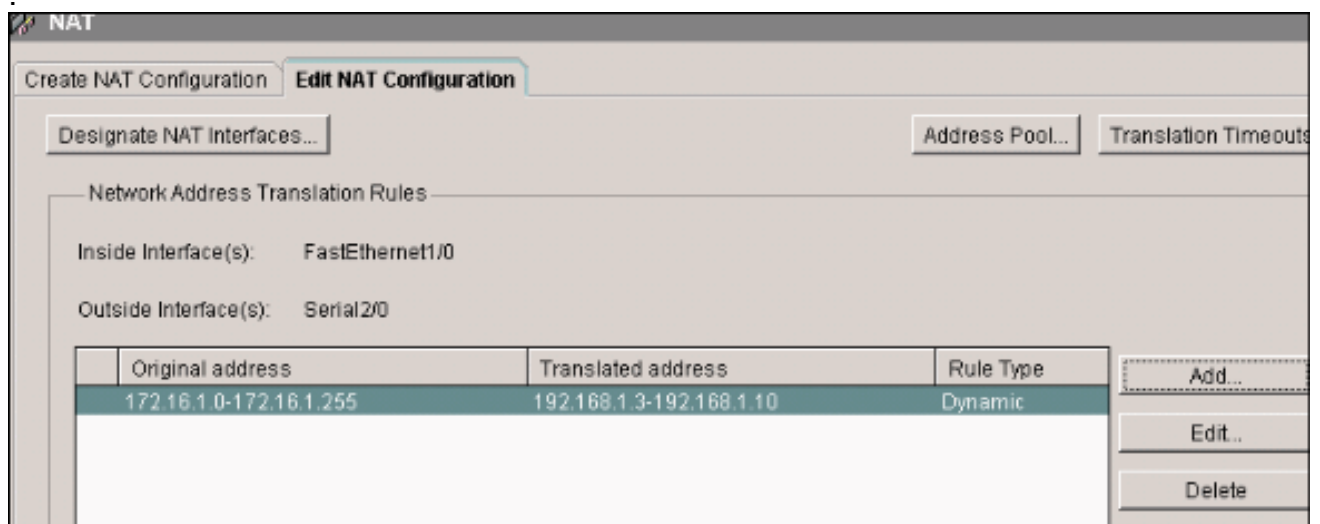 NAT
Create NAT Configuration Edit NAT Configuration
Designate NAT Interfaces... Address Pool... Translation Timeouts
Network Address Translation Rules
Inside Interface(s): FastEthernet1/0
Outside Interface(s): Serial2/0
Original address Translated address Rule Type
Add...
172.16.1.0-172.16.1.255 192.168.1.3-192.168.1.10 Dynamic
Edit...
Delete